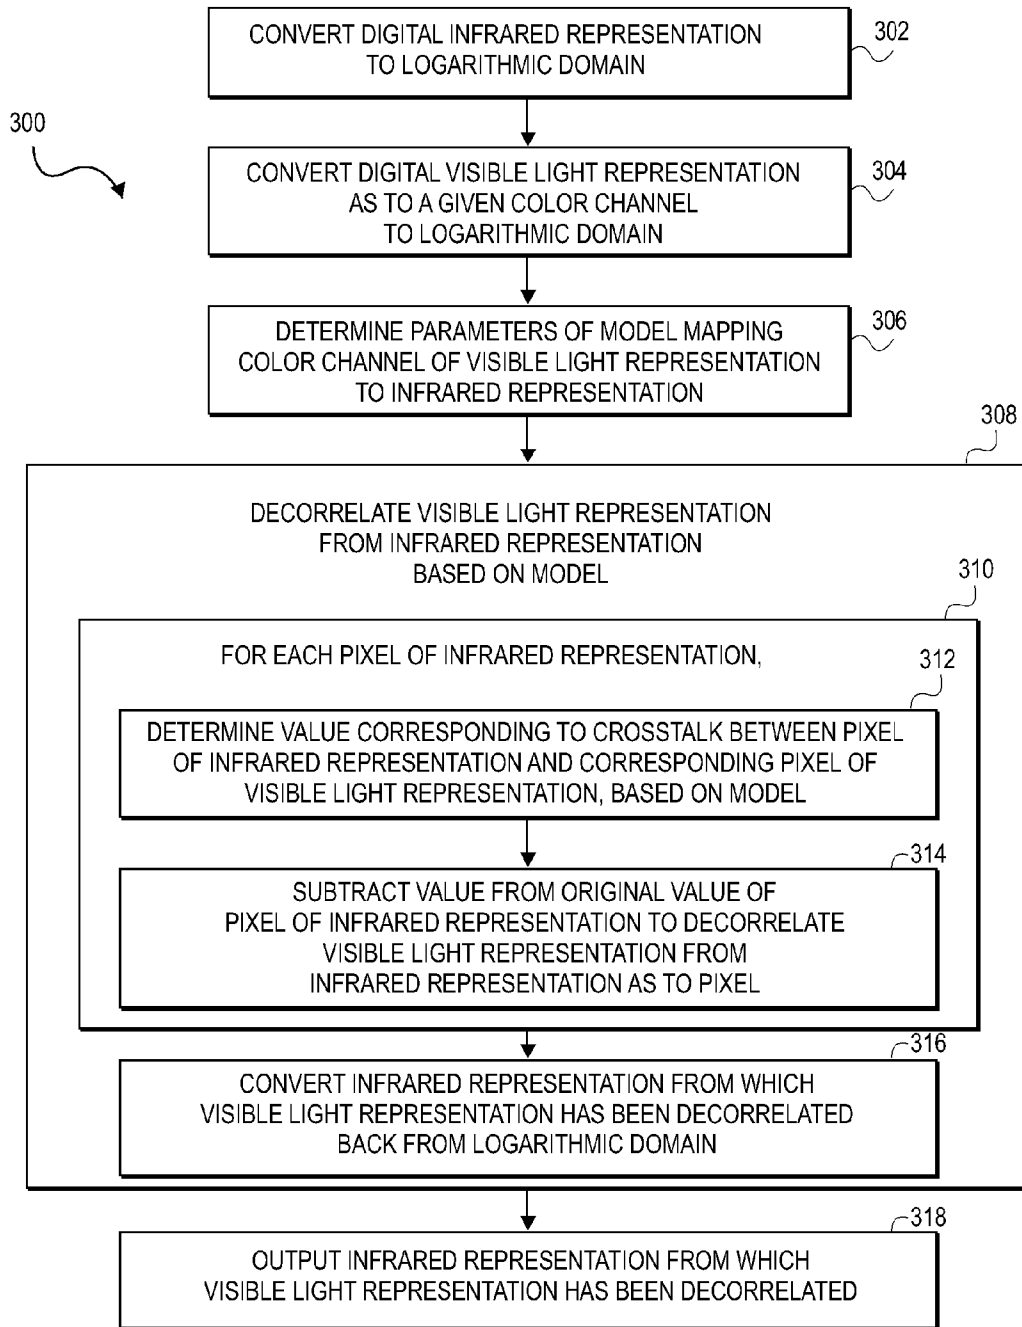 CONVERT DIGITAL INFRARED REPRESENTATION
TO LOGARITHMIC DOMAIN
302
300
CONVERT DIGITAL VISIBLE LIGHT REPRESENTATION
AS TO A GIVEN COLOR CHANNEL
TO LOGARITHMIC DOMAIN
304
DETERMINE PARAMETERS OF MODEL MAPPING
COLOR CHANNEL OF VISIBLE LIGHT REPRESENTATION
TO INFRARED REPRESENTATION
306
308
DECORRELATE VISIBLE LIGHT REPRESENTATION
FROM INFRARED REPRESENTATION
BASED ON MODEL
310
FOR EACH PIXEL OF INFRARED REPRESENTATION,
312
DETERMINE VALUE CORRESPONDING TO CROSSTALK BETWEEN PIXEL
OF INFRARED REPRESENTATION AND CORRESPONDING PIXEL OF
VISIBLE LIGHT REPRESENTATION, BASED ON MODEL
314
SUBTRACT VALUE FROM ORIGINAL VALUE OF
PIXEL OF INFRARED REPRESENTATION TO DECORRELATE
VISIBLE LIGHT REPRESENTATION FROM
INFRARED REPRESENTATION AS TO PIXEL
316
CONVERT INFRARED REPRESENTATION FROM WHICH
VISIBLE LIGHT REPRESENTATION HAS BEEN DECORRELATED
BACK FROM LOGARITHMIC DOMAIN
318
OUTPUT INFRARED REPRESENTATION FROM WHICH
VISIBLE LIGHT REPRESENTATION HAS BEEN DECORRELATED